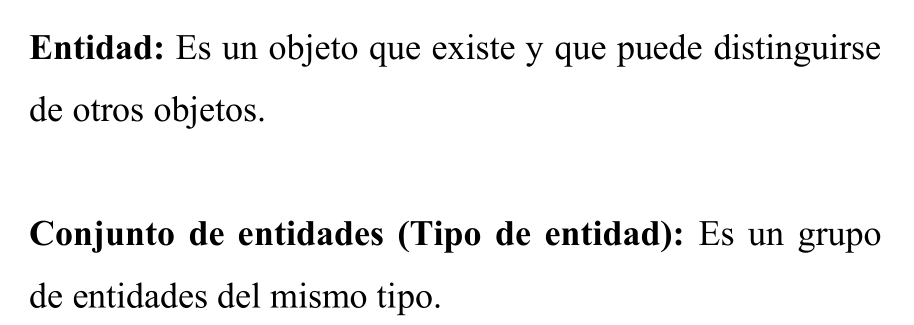 Entidad: Es un objeto que existe y que puede distinguirse
de otros objetos.
Conjunto de entidades (Tipo de entidad): Es un grupo
de entidades del mismo tipo.